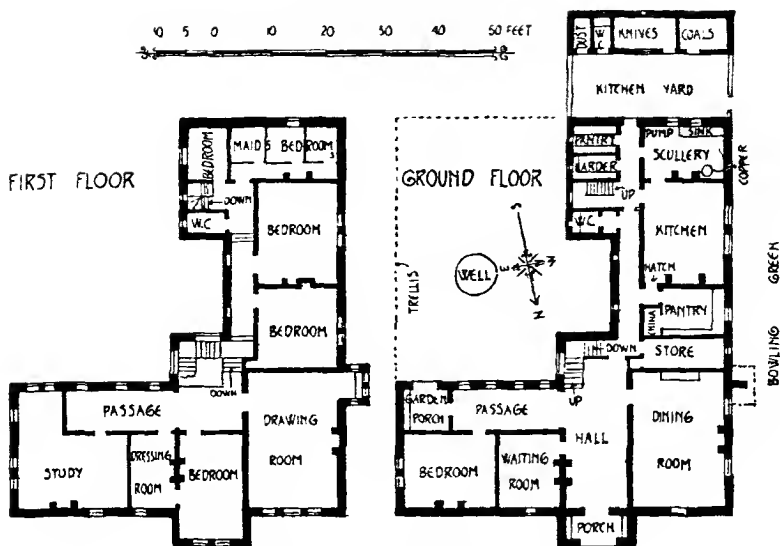 10 5 0 10 20 30 40 50 FEET
FIRST FLOOR
BEDROOM
MAIDS BEDROOMS
DOWN
W.C
BEDROOM
BEDROOM
DOWN
PASSAGE
DRAWING
ROOM
STUDY
DRESSING
ROOM
BEDROOM
GROUND FLOOR
DUST
W.C
KNIVES
COALS
KITCHEN YARD
PANTRY
LARDER
PUMP
SINK
SCULLERY
COPPER
UP
W.C
KITCHEN
HATCH
CHINA
PANTRY
STORE
DOWN
UP
TRELLIS
WELL
S
E
W
N
BOWLING GREEN
GARDEN
PORCH
PASSAGE
HALL
DINING
ROOM
BEDROOM
WAITING
ROOM
PORCH